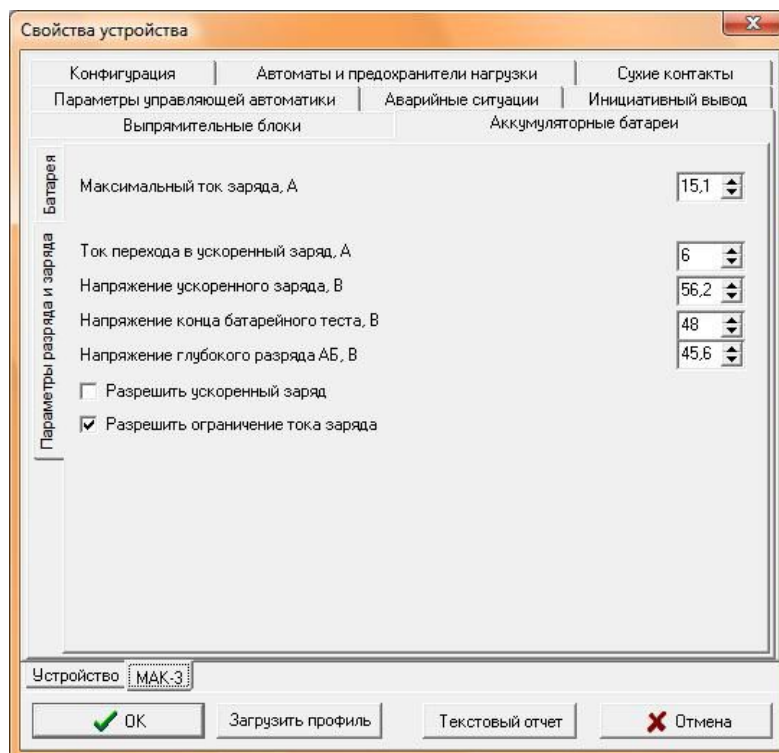 Свойства устройства
Конфигурация Автоматы и предохранители нагрузки Сухие контакты
Параметры управляющей автоматики Аварийные ситуации Инициативный вывод
Выпрямительные блоки Аккумуляторные батареи
Батарея
Параметры разряда и заряда
Максимальный ток заряда, А 15,1
Ток перехода в ускоренный заряд, А 6
Напряжение ускоренного заряда, В 56,2
Напряжение конца батарейного теста, В 48
Напряжение глубокого разряда АБ, В 45,6
Разрешить ускоренный заряд
Разрешить ограничение тока заряда
Устройство МАК-3
OK Загрузить профиль Текстовый отчет Отмена